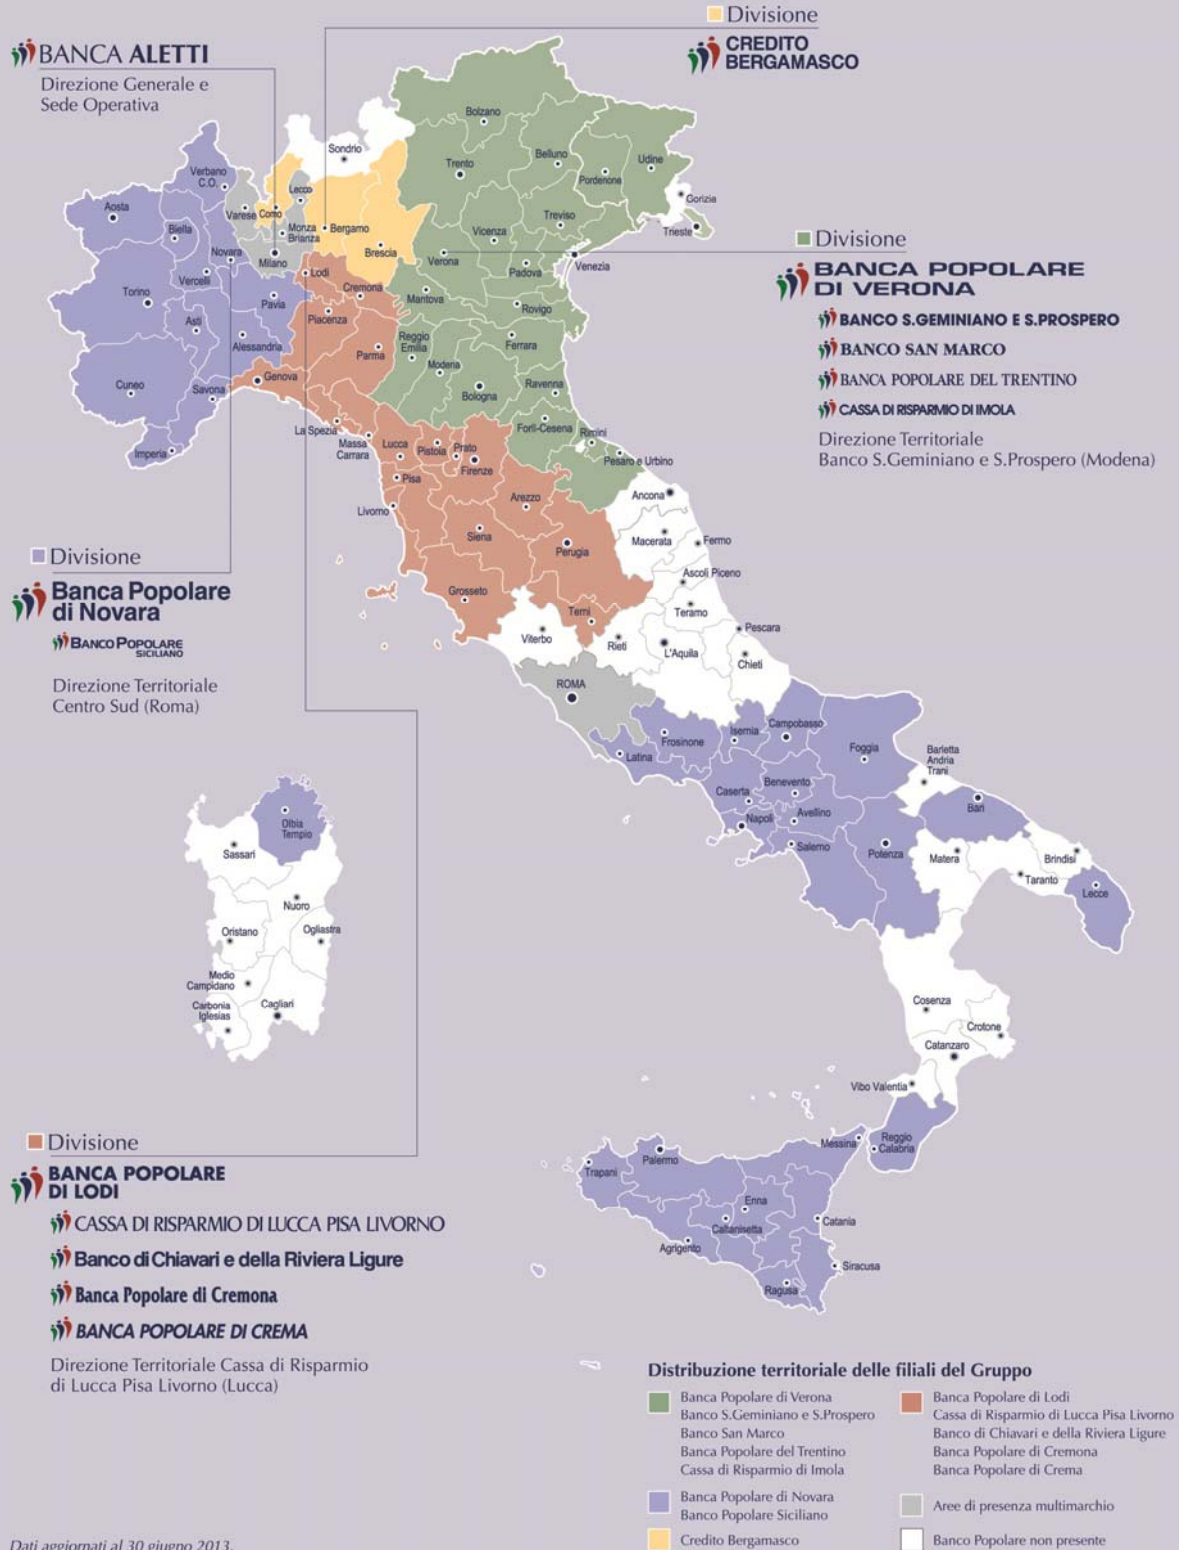 Divisione
CREDITO
BERGAMASCO
BANCA ALETTI
Direzione Generale e
Sede Operativa
Bolzano
Sondrio
Trento
Belluno
Udine
Pordenone
Verbano
C.O.
Lecco
Gorizia
Aosta
Varese
Como
Treviso
Biella
Monza
Brianza
Bergamo
Vicenza
Trieste
Novara
Milano
Brescia
Verona
Padova
Venezia
Divisione
BANCA POPOLARE
DI VERONA
BANCO S.GEMINIANO E S.PROSPERO
BANCO SAN MARCO
BANCA POPOLARE DEL TRENTINO
CASSA DI RISPARMIO DI IMOLA
Direzione Territoriale
Banco S.Geminiano e S.Prospero (Modena)
Vercelli
Lodi
Torino
Pavia
Cremona
Mantova
Rovigo
Asti
Piacenza
Alessandria
Parma
Reggio
Emilia
Ferrara
Modena
Cuneo
Savona
Genova
Bologna
Ravenna
Imperia
La Spezia
Massa
Carrara
Lucca
Pistoia
Prato
Firenze
Forlì-Cesena
Rimini
Pesaro e Urbino
Pisa
Livorno
Arezzo
Ancona
Siena
Macerata
Fermo
Perugia
Ascoli Piceno
Grosseto
Terni
Teramo
Viterbo
Rieti
L'Aquila
Pescara
Chieti
Divisione
Banca Popolare
di Novara
BANCO POPOLARE
SICILIANO
Direzione Territoriale
Centro Sud (Roma)
ROMA
Frosinone
Isernia
Campobasso
Latina
Foggia
Barletta
Andria
Trani
Caserta
Benevento
Bari
Napoli
Avellino
Salerno
Potenza
Matera
Brindisi
Taranto
Lecce
Olbia
Tempio
Sassari
Nuoro
Oristano
Ogliastra
Medio
Campidano
Carbonia
Iglesias
Cagliari
Cosenza
Crotone
Catanzaro
Vibo Valentia
Reggio
Calabria
Messina
Palermo
Trapani
Enna
Caltanisetta
Catania
Agrigento
Siracusa
Ragusa
Divisione
BANCA POPOLARE
DI LODI
CASSA DI RISPARMIO DI LUCCA PISA LIVORNO
Banco di Chiavari e della Riviera Ligure
Banca Popolare di Cremona
BANCA POPOLARE DI CREMA
Direzione Territoriale Cassa di Risparmio
di Lucca Pisa Livorno (Lucca)
Distribuzione territoriale delle filiali del Gruppo
Banca Popolare di Verona
Banco S.Geminiano e S.Prospero
Banco San Marco
Banca Popolare del Trentino
Cassa di Risparmio di Imola
Banca Popolare di Novara
Banco Popolare Siciliano
Credito Bergamasco
Banca Popolare di Lodi
Cassa di Risparmio di Lucca Pisa Livorno
Banco di Chiavari e della Riviera Ligure
Banca Popolare di Cremona
Banca Popolare di Crema
Aree di presenza multimarchio
Banco Popolare non presente
Dati aggiornati al 30 giugno 2013.